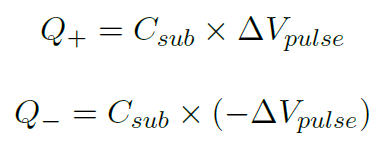 Q₊ = C_sub × ΔV_pulse
Q₋ = C_sub × (−ΔV_pulse)